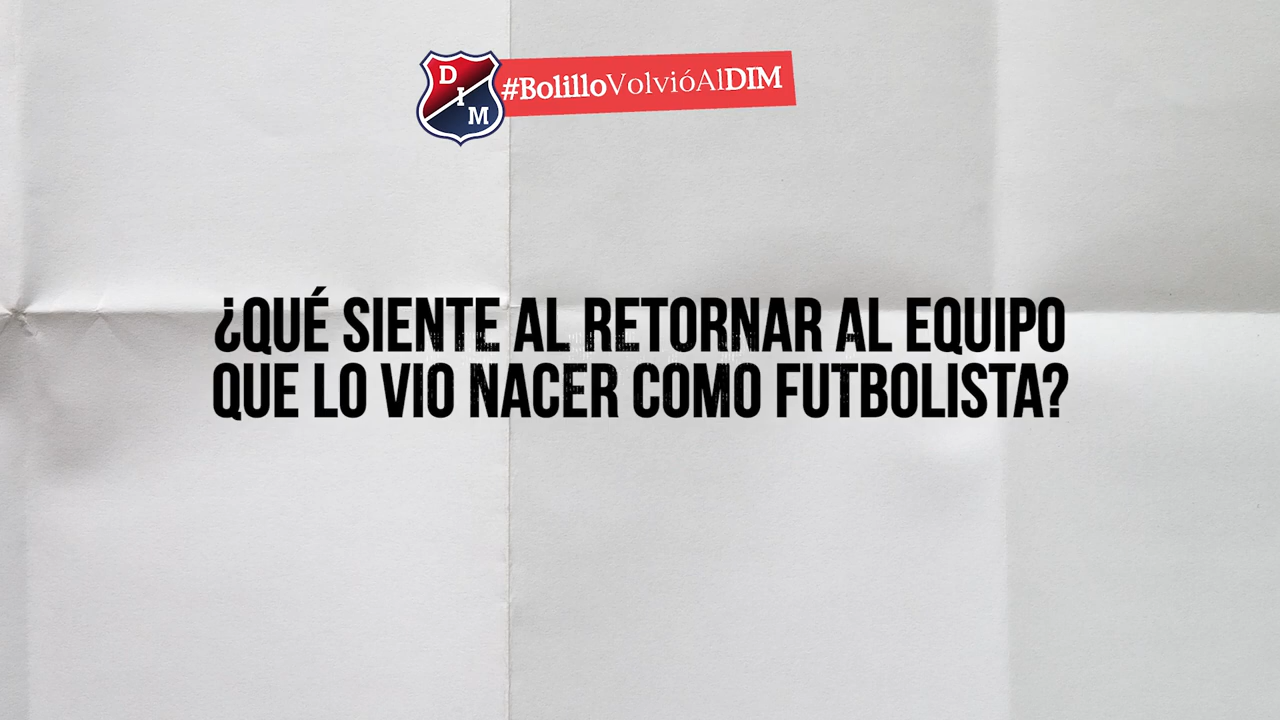 DIM
#BolilloVolvióAlDIM
¿QUÉ SIENTE AL RETORNAR AL EQUIPO
QUE LO VIO NACER COMO FUTBOLISTA?